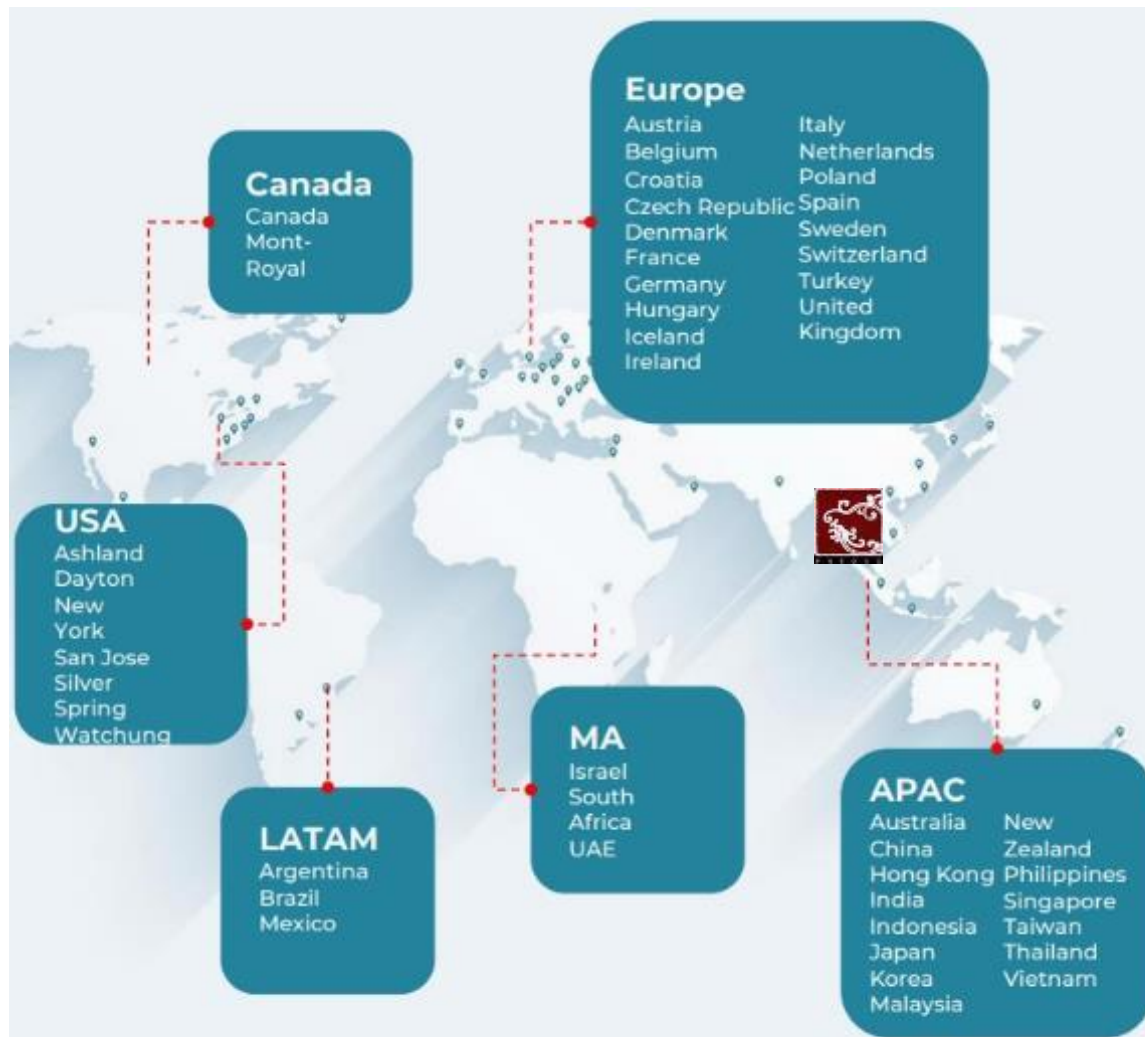 Canada
Canada
Mont-
Royal
Europe
Austria
Belgium
Croatia
Czech Republic
Denmark
France
Germany
Hungary
Iceland
Ireland
Italy
Netherlands
Poland
Spain
Sweden
Switzerland
Turkey
United
Kingdom
USA
Ashland
Dayton
New
York
San Jose
Silver
Spring
Watchung
LATAM
Argentina
Brazil
Mexico
MA
Israel
South
Africa
UAE
APAC
Australia
China
Hong Kong
India
Indonesia
Japan
Korea
Malaysia
New
Zealand
Philippines
Singapore
Taiwan
Thailand
Vietnam